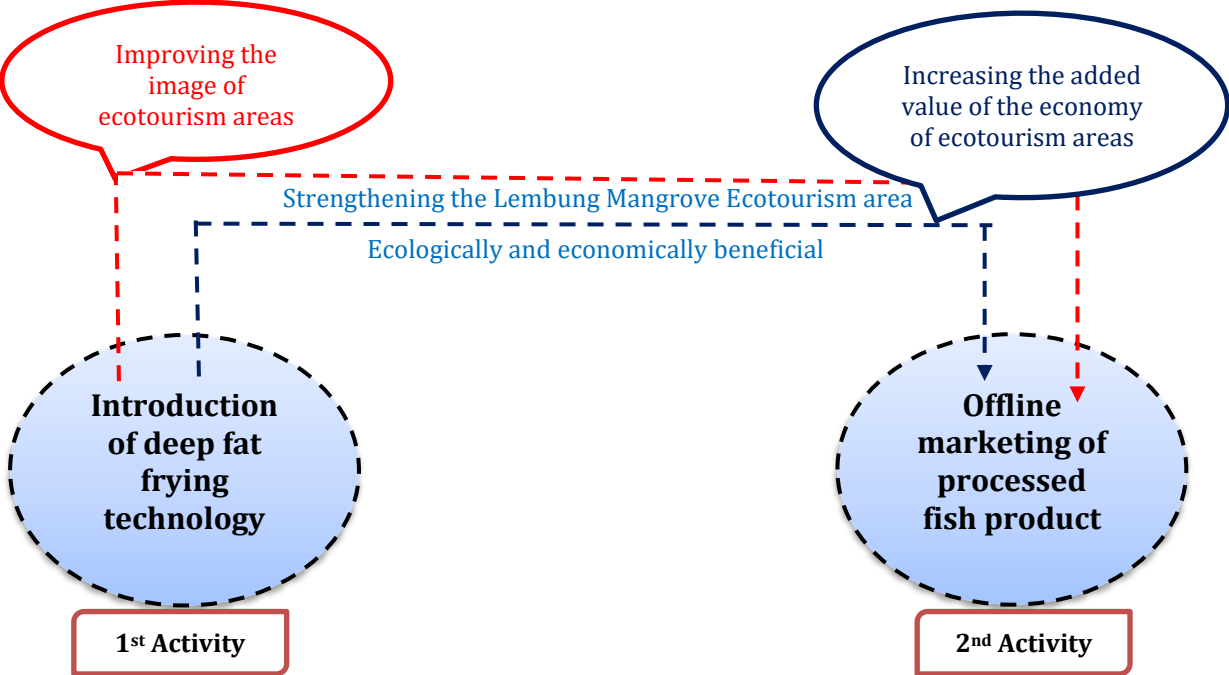 Improving the
image of
ecotourism areas
Increasing the added
value of the economy
of ecotourism areas
Strengthening the Lembung Mangrove Ecotourism area
Ecologically and economically beneficial
Introduction
of deep fat
frying
technology
Offline
marketing of
processed
fish product
1st Activity
2nd Activity